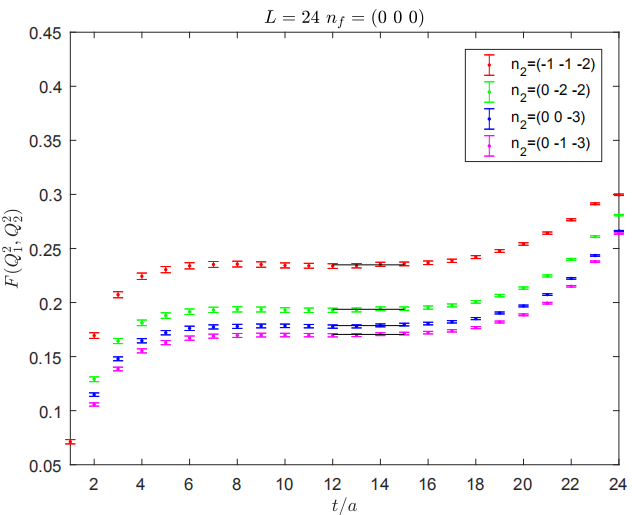 L = 24 n_f = (0 0 0)
F(Q_1^2, Q_2^2)
0.45
0.4
0.35
0.3
0.25
0.2
0.15
0.1
0.05
n_2=(-1 -1 -2)
n_2=(0 -2 -2)
n_2=(0 0 -3)
n_2=(0 -1 -3)
2 4 6 8 10 12 14 16 18 20 22 24
t/a